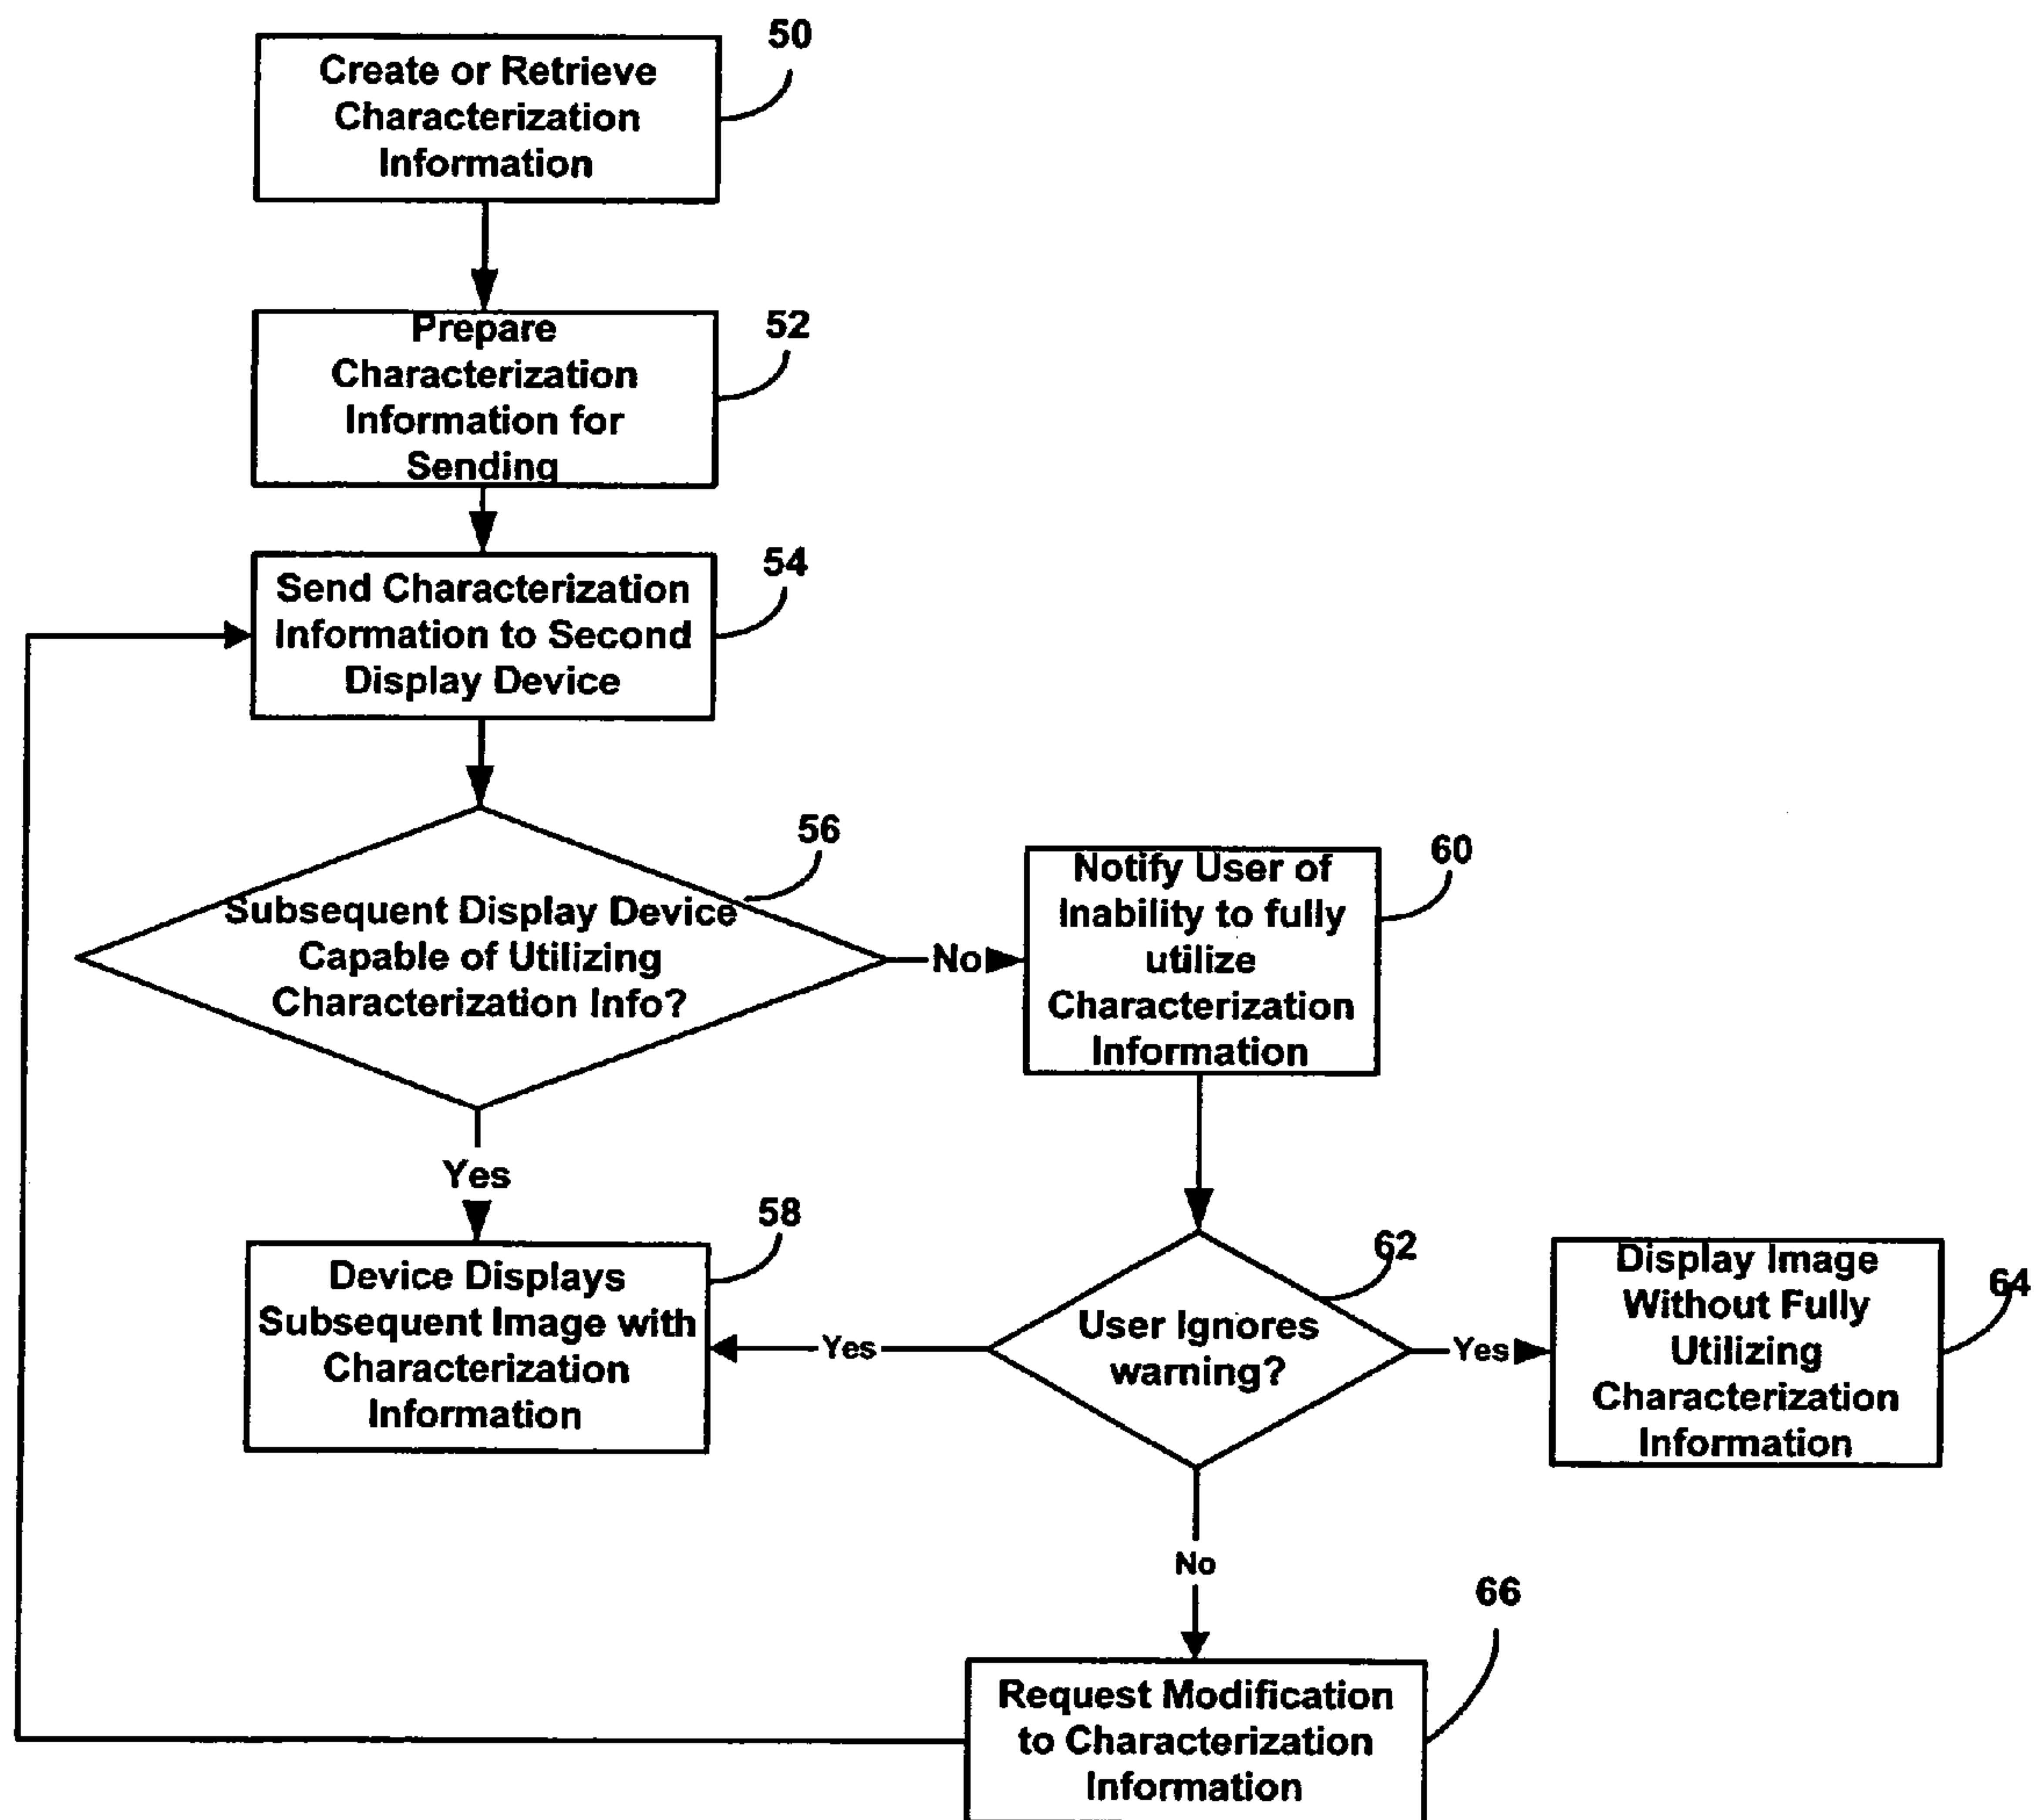 50
Create or Retrieve
Characterization
Information
52
Prepare
Characterization
Information for
Sending
54
Send Characterization
Information to Second
Display Device
56
Subsequent Display Device
Capable of Utilizing
Characterization Info?
No
60
Notify User of
Inability to fully
utilize
Characterization
Information
Yes
58
Device Displays
Subsequent Image with
Characterization
Information
Yes
62
User Ignores
warning?
Yes
64
Display Image
Without Fully
Utilizing
Characterization
Information
No
66
Request Modification
to Characterization
Information